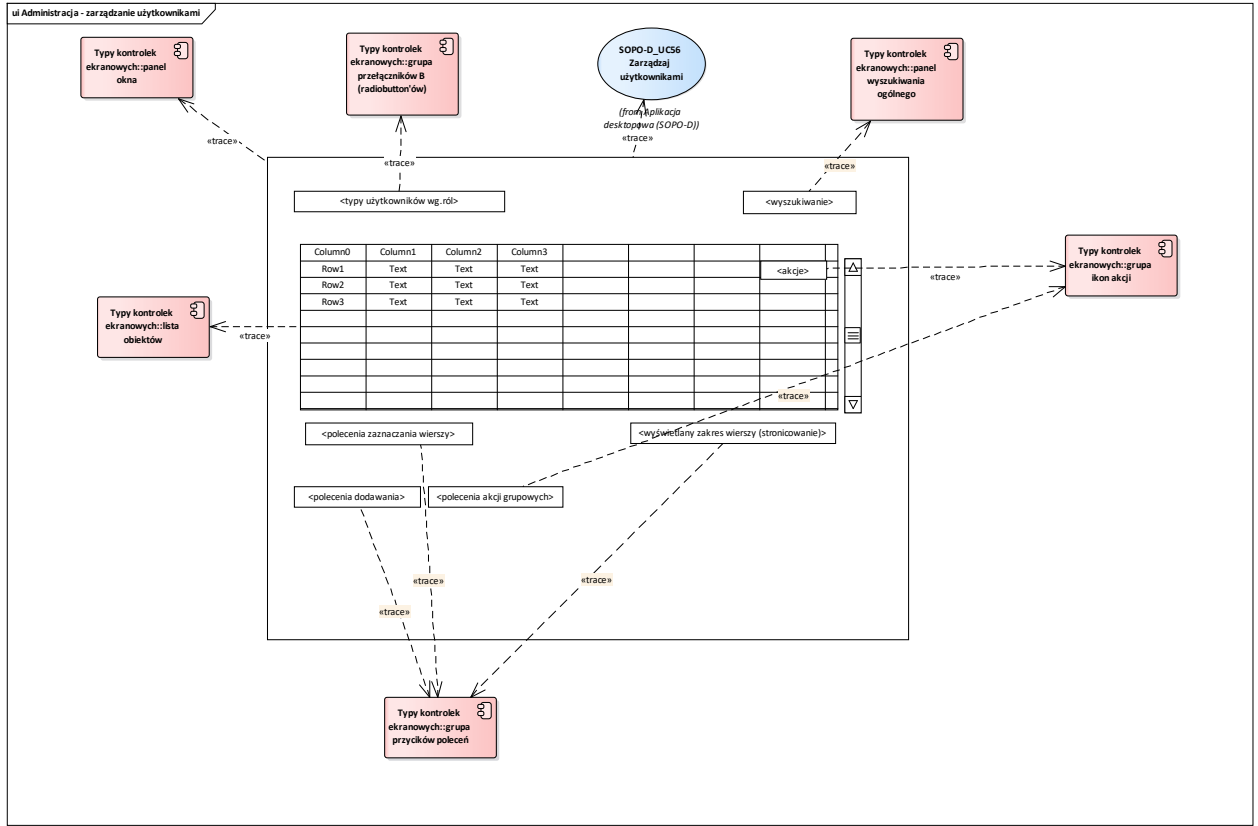 ui Administracja - zarządzanie użytkownikami
Typy kontrolek
ekranowych::panel
okna
Typy kontrolek
ekranowych::grupa
przełączników B
(radiobutton'ów)
SOPO-D_UC56
Zarządzaj
użytkownikami
(from Aplikacja
desktopowa (SOPO-D))
Typy kontrolek
ekranowych::panel
wyszukiwania
ogólnego
«trace»
«trace»
«trace»
«trace»
<typy użytkowników wg.ról>
<wyszukiwanie>
Column0 Column1 Column2 Column3
Row1 Text Text Text
Row2 Text Text Text
Row3 Text Text Text
<akcje>
«trace»
Typy kontrolek
ekranowych::grupa
ikon akcji
Typy kontrolek
ekranowych::lista
obiektów
«trace»
«trace»
<polecenia zaznaczania wierszy>
<wyświetlany zakres wierszy (stronicowanie)>
<polecenia dodawania>
<polecenia akcji grupowych>
«trace»
«trace»
«trace»
Typy kontrolek
ekranowych::grupa
przycików poleceń